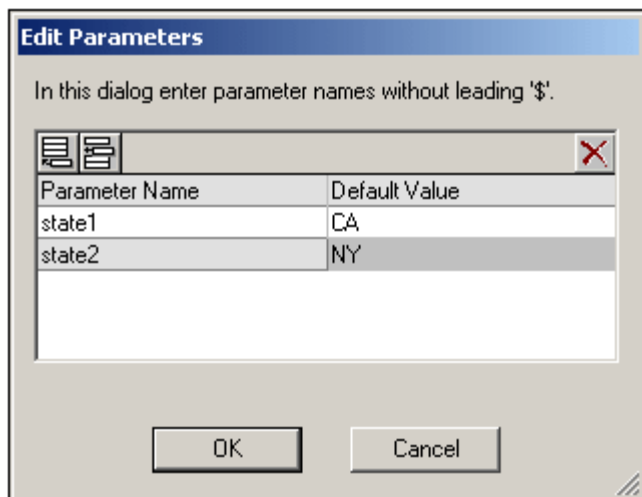 Edit Parameters
In this dialog enter parameter names without leading '$'.
Parameter Name Default Value
state1 CA
state2 NY
OK Cancel